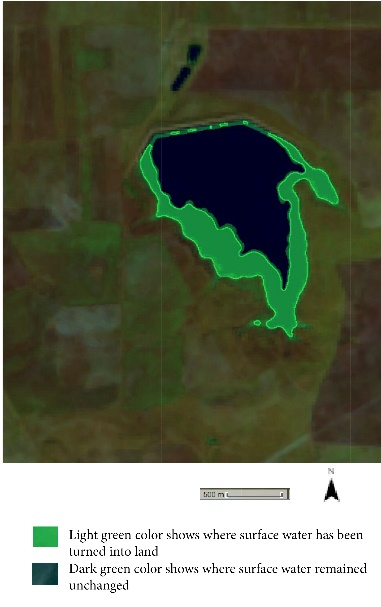 N
500 m
Light green color shows where surface water has been
turned into land
Dark green color shows where surface water remained
unchanged